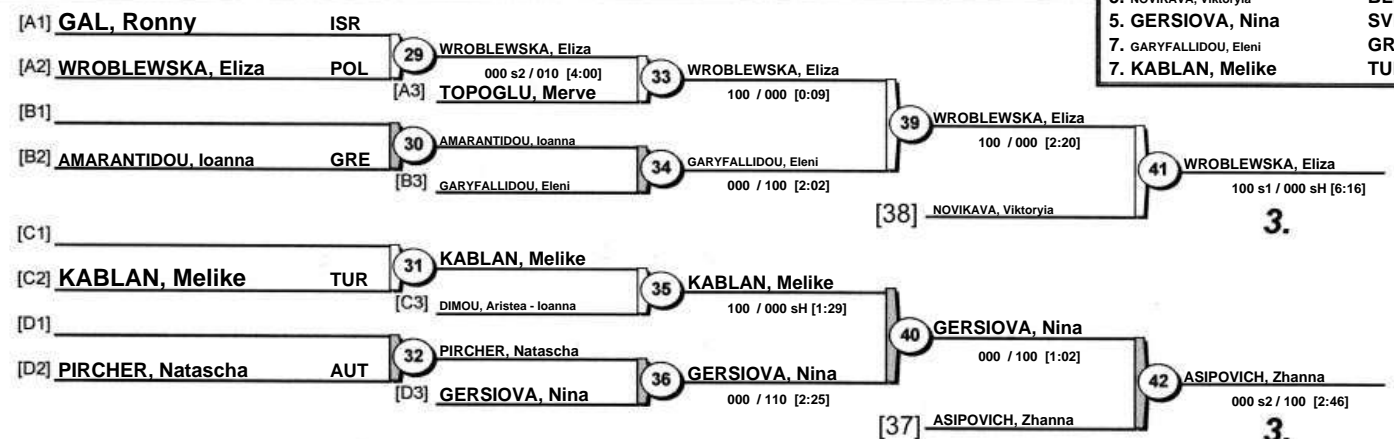 5. GERSIOVA, Nina SV
7. GARYFALLIDOU, Eleni GR
7. KABLAN, Melike TU
[A1] GAL, Ronny ISR
[A2] WROBLEWSKA, Eliza POL
29 WROBLEWSKA, Eliza
000 s2 / 010 [4:00]
[A3] TOPOGLU, Merve
33 WROBLEWSKA, Eliza
100 / 000 [0:09]
[B1]
[B2] AMARANTIDOU, Ioanna GRE
30 AMARANTIDOU, Ioanna
[B3] GARYFALLIDOU, Eleni
34 GARYFALLIDOU, Eleni
000 / 100 [2:02]
39 WROBLEWSKA, Eliza
100 / 000 [2:20]
[38] NOVIKAVA, Viktoryia
41 WROBLEWSKA, Eliza
100 s1 / 000 sH [6:16]
3.
[C1]
[C2] KABLAN, Melike TUR
31 KABLAN, Melike
[C3] DIMOU, Aristea - Ioanna
35 KABLAN, Melike
100 / 000 sH [1:29]
[D1]
[D2] PIRCHER, Natascha AUT
32 PIRCHER, Natascha
[D3] GERSIOVA, Nina
36 GERSIOVA, Nina
000 / 110 [2:25]
40 GERSIOVA, Nina
000 / 100 [1:02]
[37] ASIPOVICH, Zhanna
42 ASIPOVICH, Zhanna
000 s2 / 100 [2:46]
3.